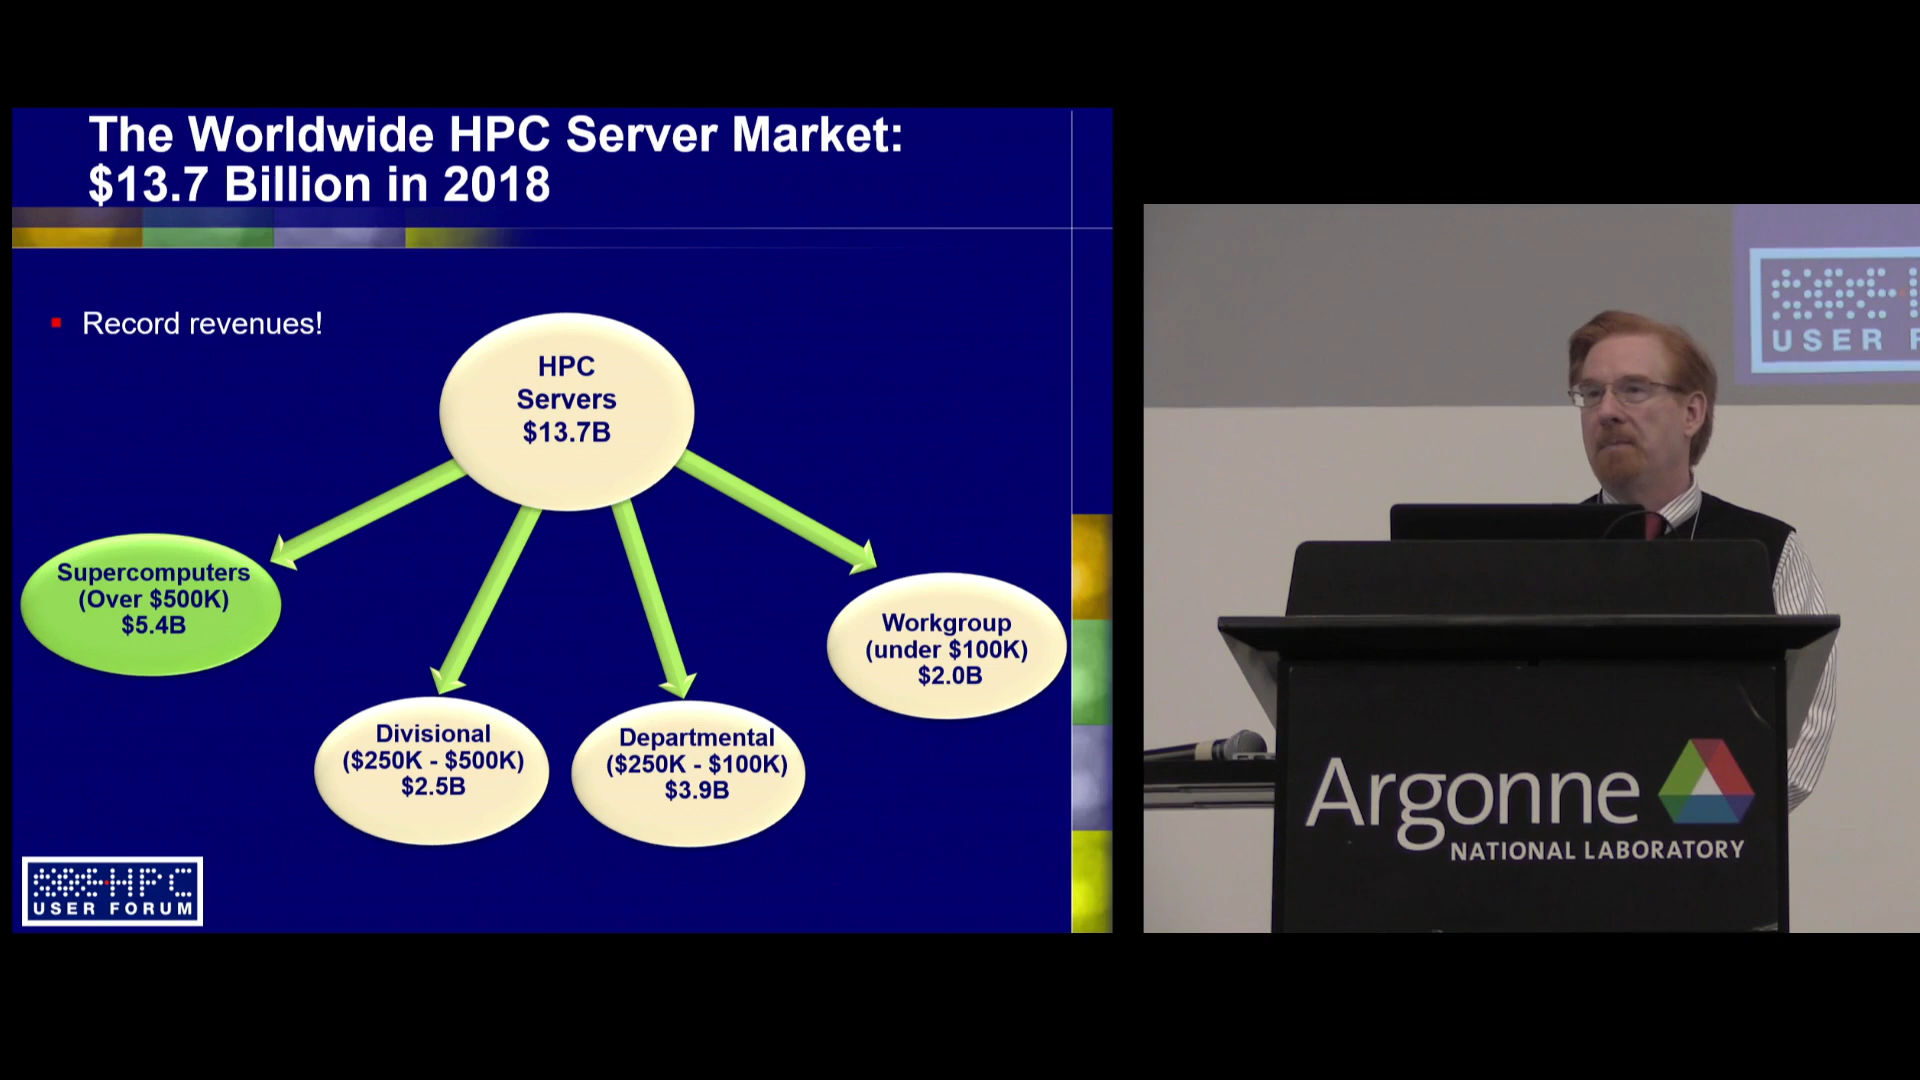 The Worldwide HPC Server Market:
$13.7 Billion in 2018
Record revenues!
HPC
Servers
$13.7B
Supercomputers
(Over $500K)
$5.4B
Divisional
($250K - $500K)
$2.5B
Departmental
($250K - $100K)
$3.9B
Workgroup
(under $100K)
$2.0B
HPC
USER FORUM
USER F
Argonne
NATIONAL LABORATORY